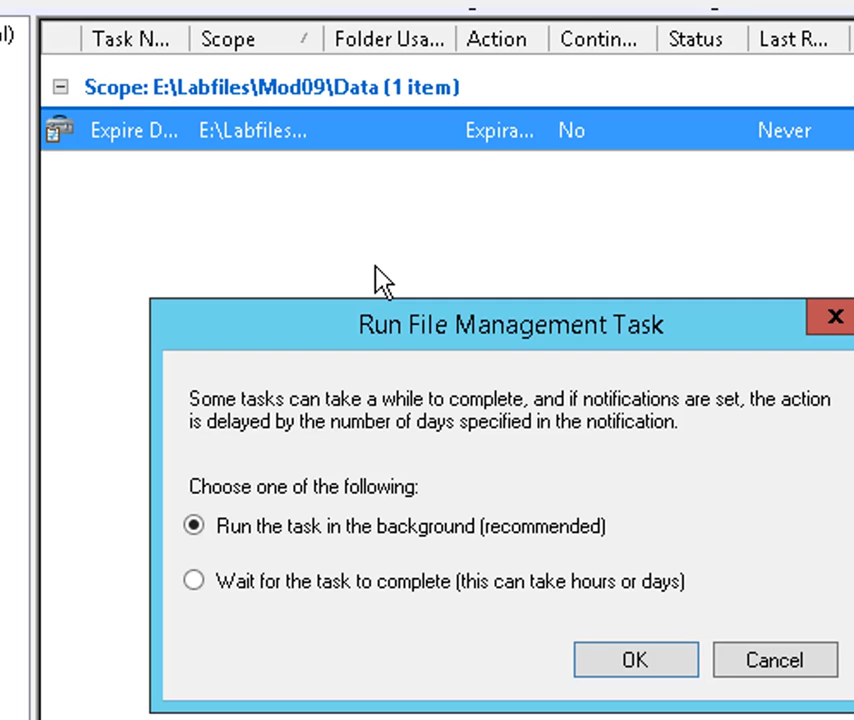 l)
Task N... Scope / Folder Usa... Action Contin... Status Last R...
Scope: E:\Labfiles\Mod09\Data (1 item)
Expire D... E:\Labfiles... Expira... No Never
Run File Management Task
x
Some tasks can take a while to complete, and if notifications are set, the action
is delayed by the number of days specified in the notification.
Choose one of the following:
Run the task in the background (recommended)
Wait for the task to complete (this can take hours or days)
OK Cancel